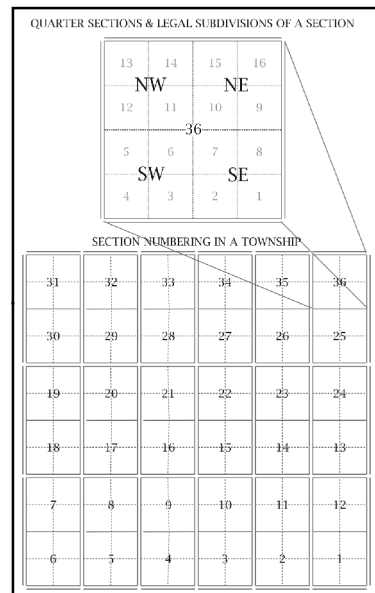 QUARTER SECTIONS & LEGAL SUBDIVISIONS OF A SECTION
13 14 15 16
NW NE
12 11 10 9
36
5 6 7 8
SW SE
4 3 2 1
SECTION NUMBERING IN A TOWNSHIP
31 32 33 34 35 36
30 29 28 27 26 25
19 20 21 22 23 24
18 17 16 15 14 13
7 8 9 10 11 12
6 5 4 3 2 1